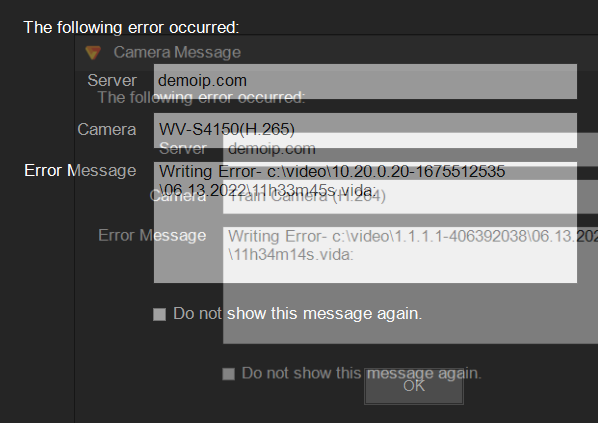 The following error occurred:
Camera Message
Server
demoip.com
The following error occurred:
Camera
WV-S4150(H.265)
Server
demoip.com
Error Message
Writing Error- c:\video\10.20.0.20-1675512535
\06.13.2022\11h33m45s.vida:
Camera
Train Camera (H.264)
Error Message
Writing Error- c:\video\1.1.1.1-406392038\06.13.202
\11h34m14s.vida:
Do not show this message again.
Do not show this message again.
OK